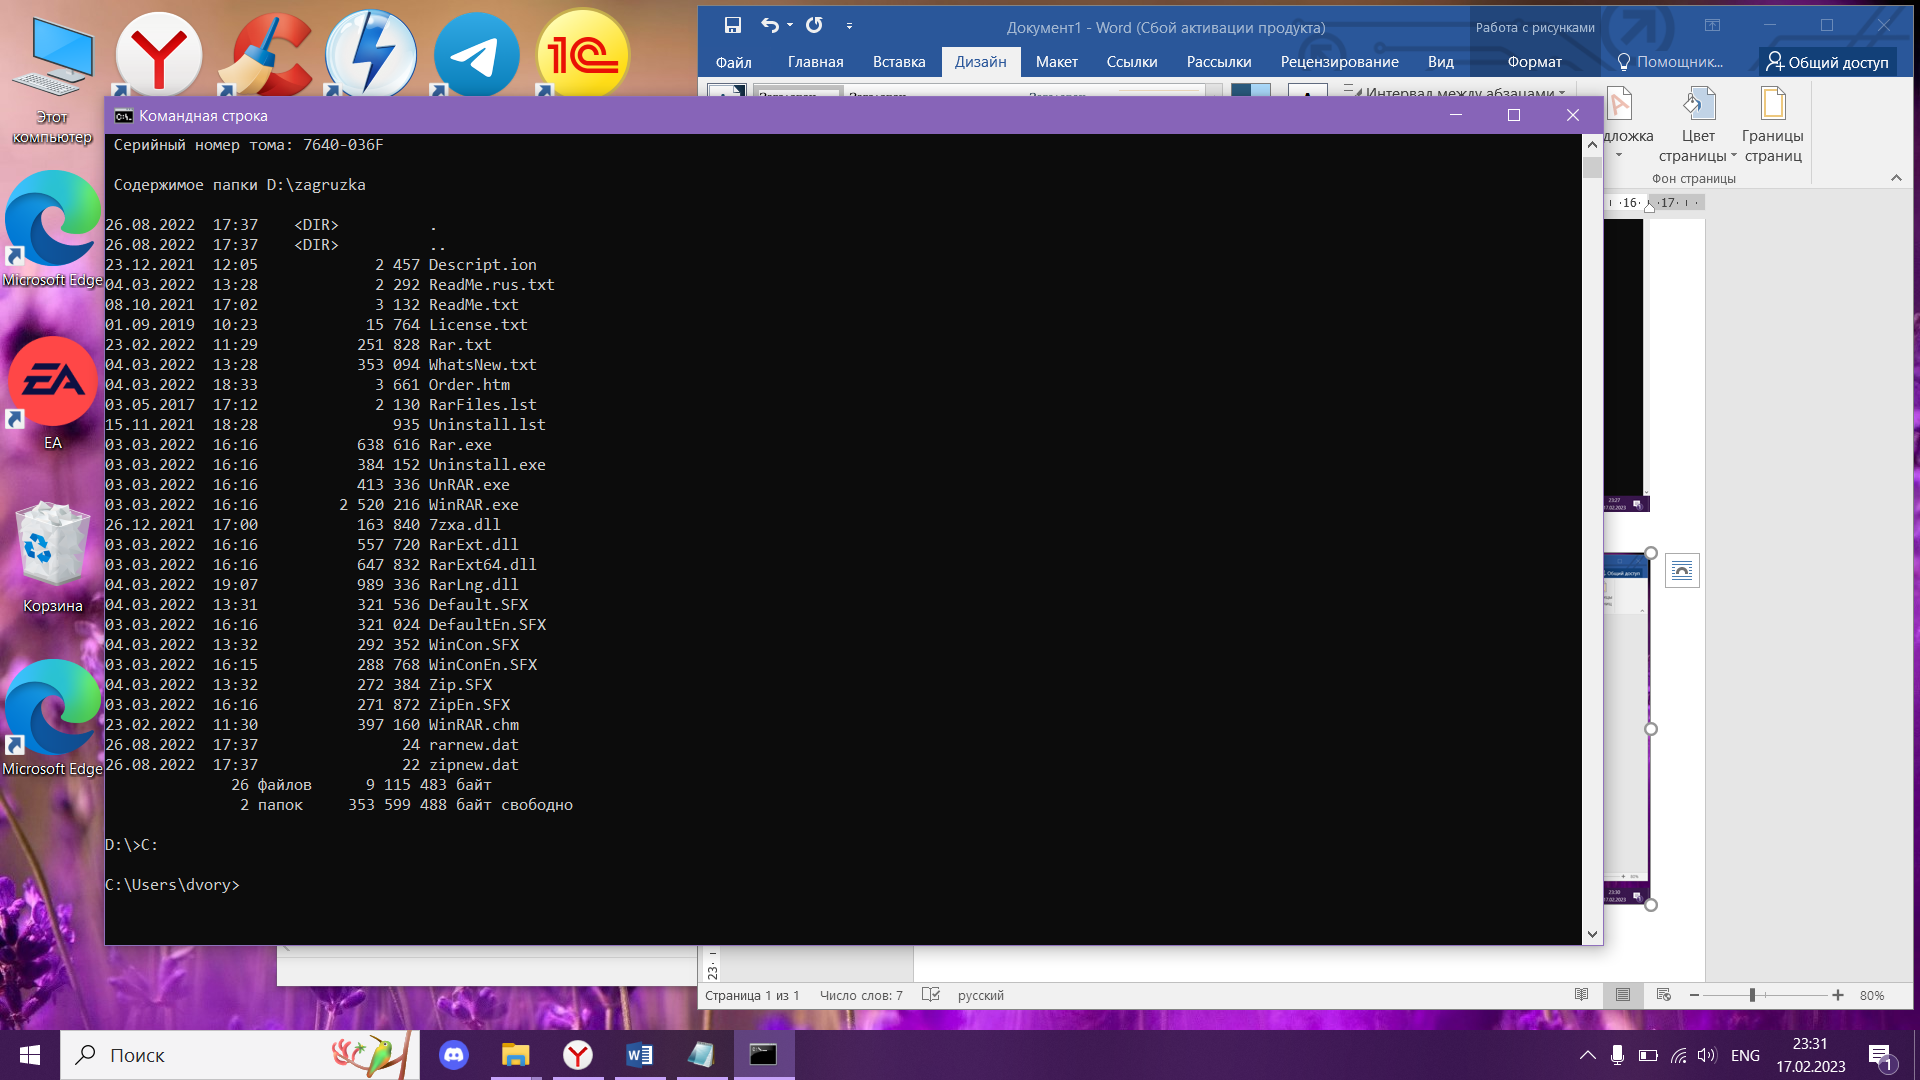 Документ1 - Word (Сбой активации продукта)
Работа с рисунками
Файл Главная Вставка Дизайн Макет Ссылки Рассылки Рецензирование Вид Формат Помощник... Общий доступ
Интервал между абзацами
Цвет страницы
Границы страниц
Фон страницы
·16· ·17·
Этот компьютер
Microsoft Edge
EA
EA
Корзина
Microsoft Edge
1С
Командная строка
Серийный номер тома: 7640-036F
Содержимое папки D:\zagruzka
26.08.2022 17:37 <DIR> .
26.08.2022 17:37 <DIR> ..
23.12.2021 12:05 2 457 Descript.ion
04.03.2022 13:28 2 292 ReadMe.rus.txt
08.10.2021 17:02 3 132 ReadMe.txt
01.09.2019 10:23 15 764 License.txt
23.02.2022 11:29 251 828 Rar.txt
04.03.2022 13:28 353 094 WhatsNew.txt
04.03.2022 18:33 3 661 Order.htm
03.05.2017 17:12 2 130 RarFiles.lst
15.11.2021 18:28 935 Uninstall.lst
03.03.2022 16:16 638 616 Rar.exe
03.03.2022 16:16 384 152 Uninstall.exe
03.03.2022 16:16 413 336 UnRAR.exe
03.03.2022 16:16 2 520 216 WinRAR.exe
26.12.2021 17:00 163 840 7zxa.dll
03.03.2022 16:16 557 720 RarExt.dll
03.03.2022 16:16 647 832 RarExt64.dll
04.03.2022 19:07 989 336 RarLng.dll
04.03.2022 13:31 321 536 Default.SFX
03.03.2022 16:16 321 024 DefaultEn.SFX
04.03.2022 13:32 292 352 WinCon.SFX
03.03.2022 16:15 288 768 WinConEn.SFX
04.03.2022 13:32 272 384 Zip.SFX
03.03.2022 16:16 271 872 ZipEn.SFX
23.02.2022 11:30 397 160 WinRAR.chm
26.08.2022 17:37 24 rarnew.dat
26.08.2022 17:37 22 zipnew.dat
26 файлов 9 115 483 байт
2 папок 353 599 488 байт свободно
D:\>C:
C:\Users\dvory>
23
Страница 1 из 1 Число слов: 7 русский 80%
Поиск
ENG
23:31
17.02.2023
1